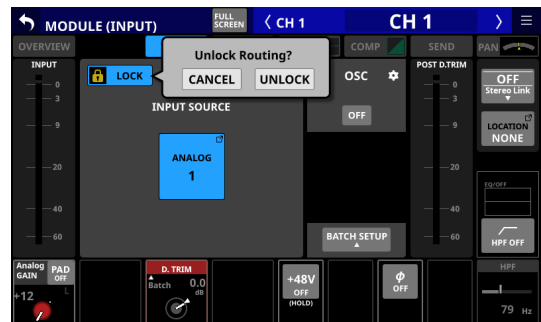 MODULE (INPUT)
FULL
SCREEN
CH 1
CH 1
OVERVIEW
COMP
SEND
PAN
Unlock Routing?
CANCEL
UNLOCK
LOCK
INPUT
0
3
9
20
40
60
INPUT SOURCE
ANALOG
1
OSC
OFF
BATCH SETUP
POST D.TRIM
0
3
9
20
40
60
OFF
Stereo Link
LOCATION
NONE
EQ/OFF
HPF OFF
Analog
GAIN
PAD
OFF
+12
L
D. TRIM
Batch
0.0
dB
+48V
OFF
(HOLD)
φ
OFF
HPF
79 Hz